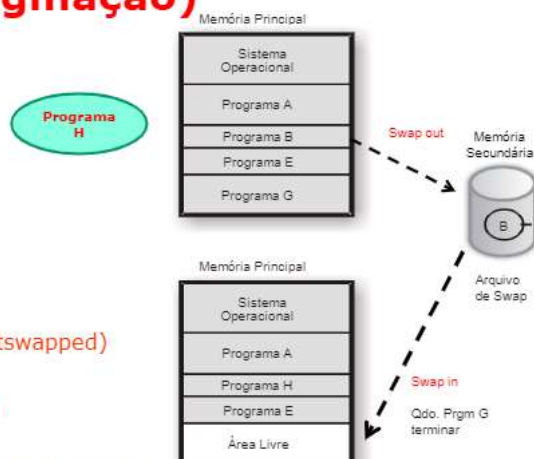 ginação)
Memória Principal
Sistema
Operacional
Programa
H
Programa A
Programa B
Swap out
Memória
Secundária
Programa E
Programa G
B
Memória Principal
Arquivo
de Swap
Sistema
Operacional
tswapped)
Programa A
Programa H
Swap in
Programa E
Qdo. Prgm G
terminar
Área Livre